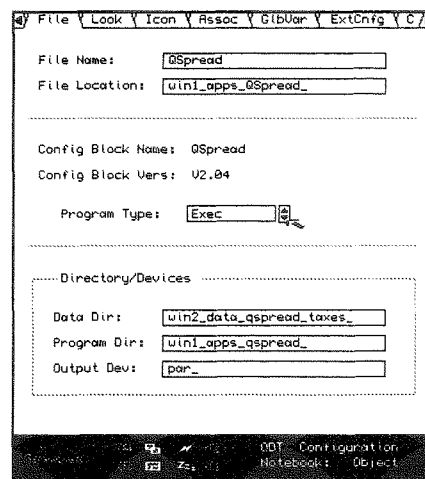 File Look Icon Assoc GlbVar ExtCnfg C
File Name: QSpread
File Location: win1_apps_QSpread_
Config Block Name: QSpread
Config Block Vers: V2.04
Program Type: Exec
Directory/Devices
Data Dir: win2_data_qspread_taxes_
Program Dir: win1_apps_qspread_
Output Dev: par_
QDT Configuration
Notebook: Object